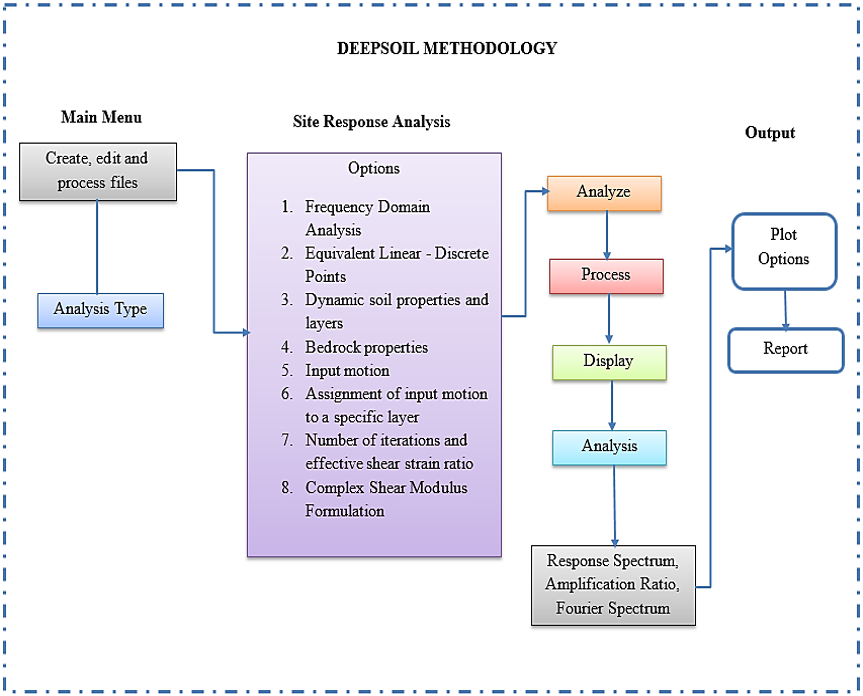 DEEPSOIL METHODOLOGY
Main Menu
Create, edit and
process files
Analysis Type
Site Response Analysis
Options
1. Frequency Domain
Analysis
2. Equivalent Linear - Discrete
Points
3. Dynamic soil properties and
layers
4. Bedrock properties
5. Input motion
6. Assignment of input motion
to a specific layer
7. Number of iterations and
effective shear strain ratio
8. Complex Shear Modulus
Formulation
Analyze
Process
Display
Analysis
Response Spectrum,
Amplification Ratio,
Fourier Spectrum
Output
Plot
Options
Report